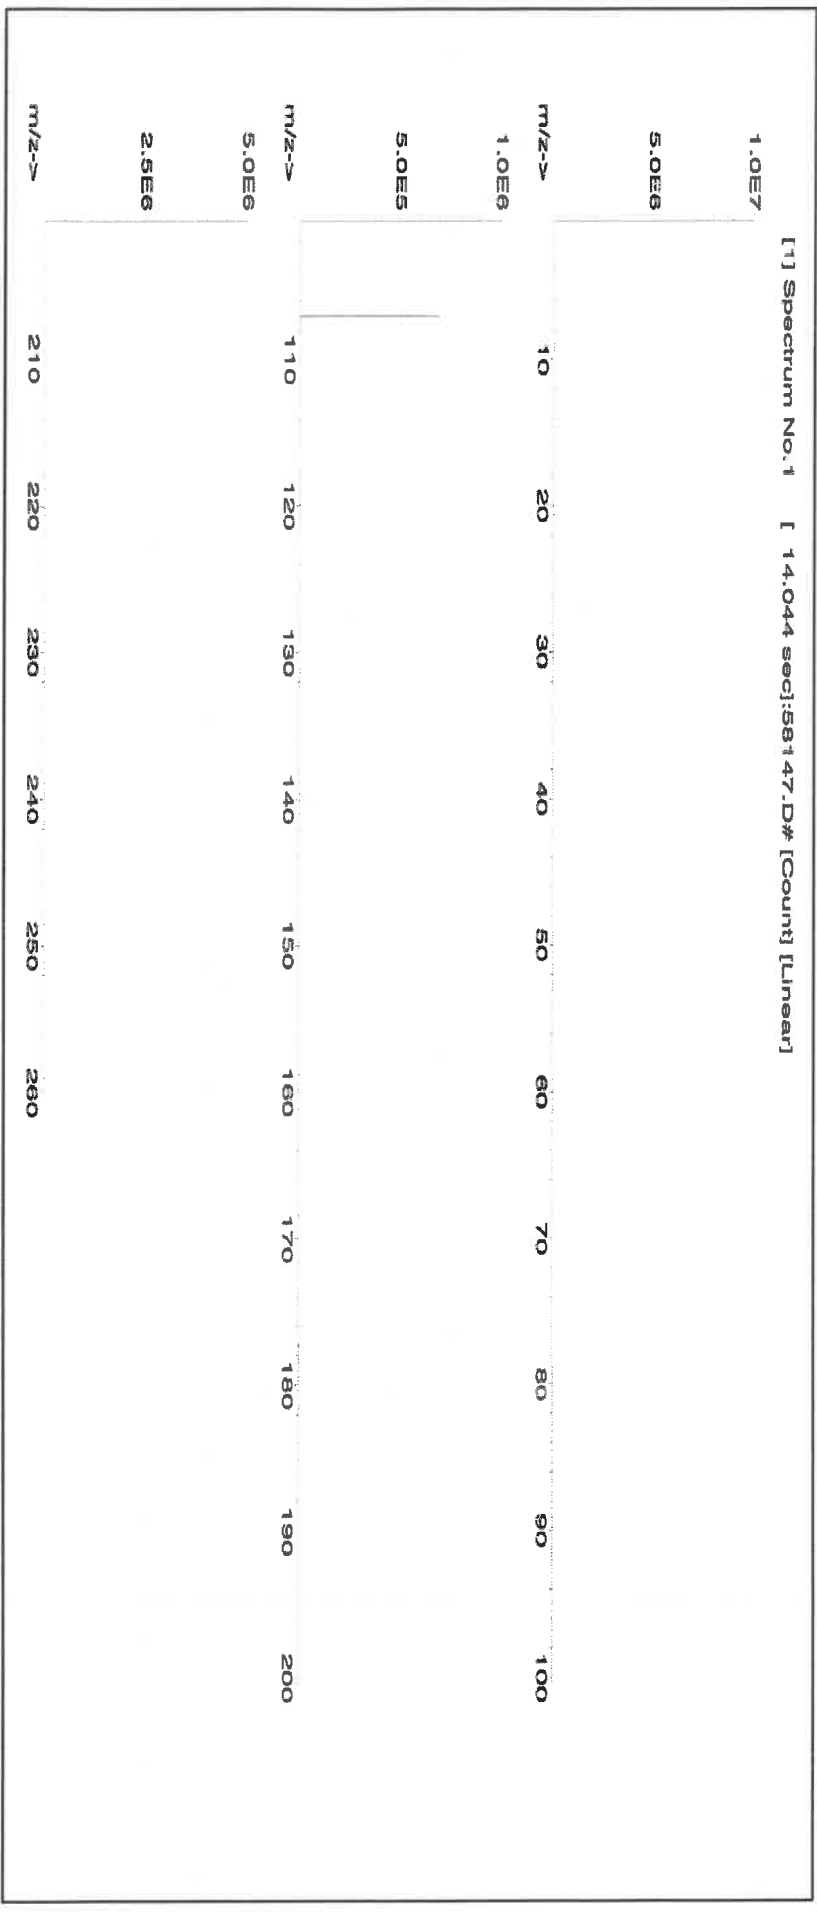 [1] Spectrum No.1 [ 14.044 sec]:58147.D# [Count] [Linear]
1.0E7
5.0E6
m/z-> 10 20 30 40 50 60 70 80 90 100
1.0E6
5.0E5
m/z-> 110 120 130 140 150 160 170 180 190 200
5.0E6
2.5E6
m/z-> 210 220 230 240 250 260